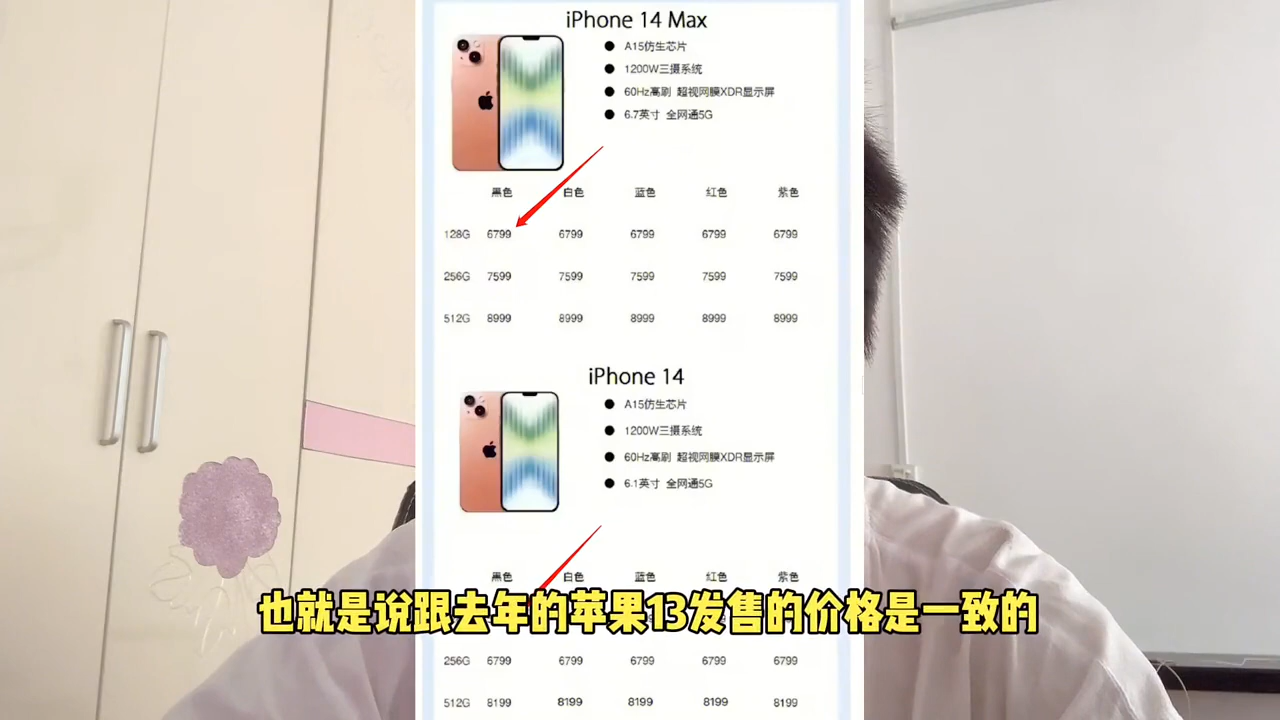 iPhone 14 Max
A15仿生芯片
1200W三摄系统
60Hz高刷 超视网膜XDR显示屏
6.7英寸 全网通5G
黑色 白色 蓝色 红色 紫色
128G 6799 6799 6799 6799 6799
256G 7599 7599 7599 7599 7599
512G 8999 8999 8999 8999 8999
iPhone 14
A15仿生芯片
1200W三摄系统
60Hz高刷 超视网膜XDR显示屏
6.1英寸 全网通5G
黑色 白色 蓝色 红色 紫色
也就是说跟去年的苹果13发售的价格是一致的
256G 6799 6799 6799 6799 6799
512G 8199 8199 8199 8199 8199